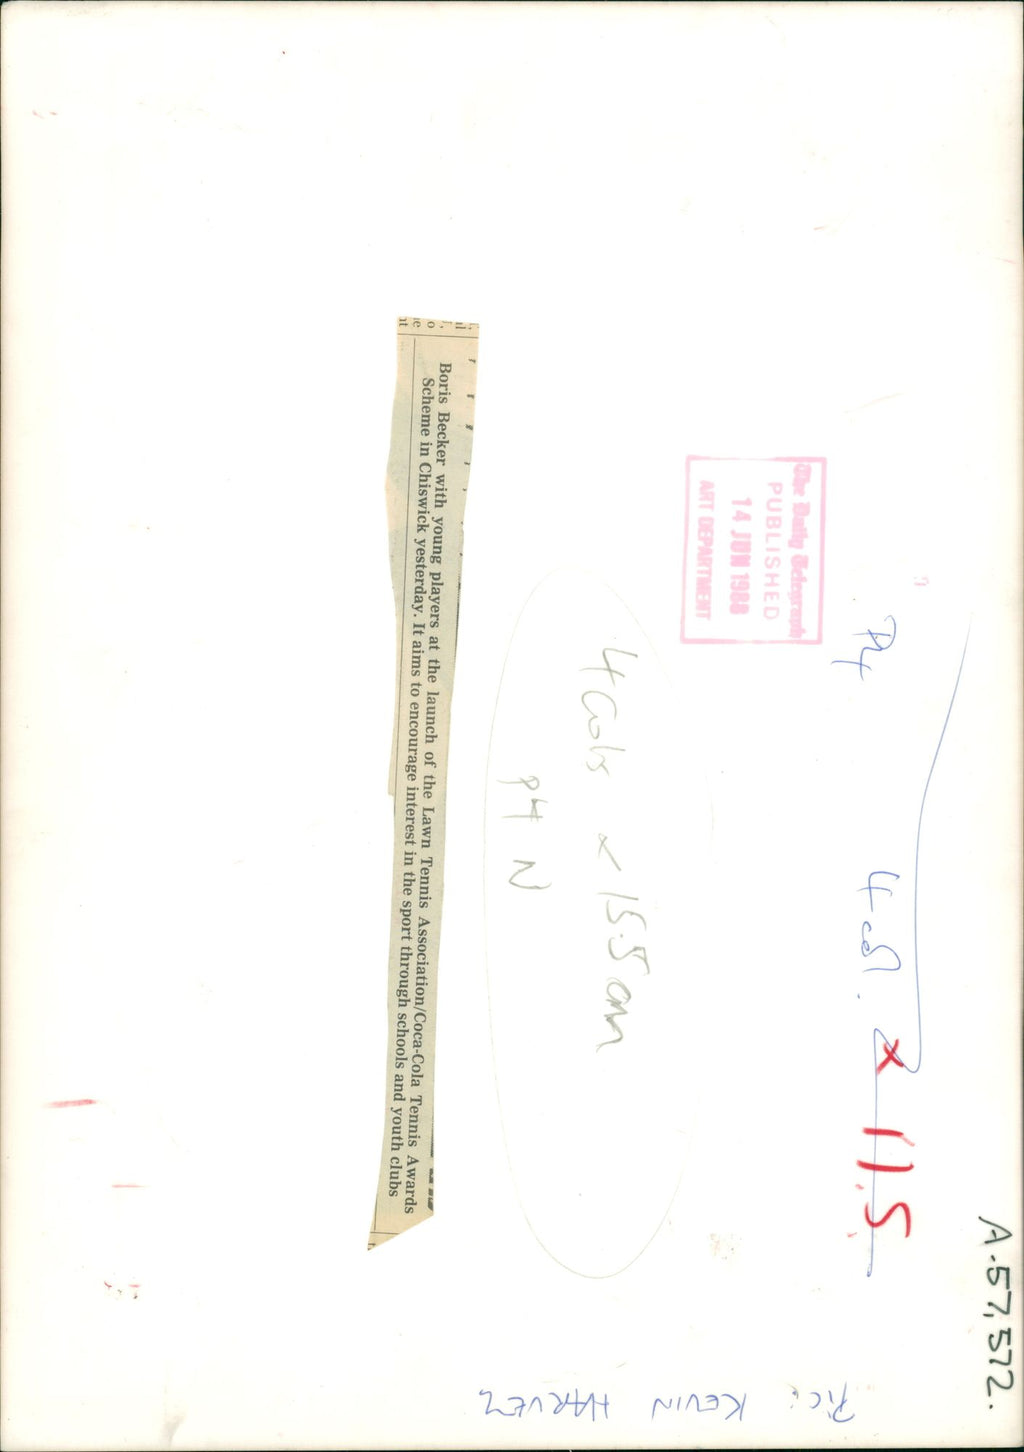 A-57,572.
Pt 4 col. x 11.5
The Daily Telegraph
PUBLISHED
14 JUN 1988
ART DEPARTMENT
4 Cols x 15.5 cm
P4 N
Boris Becker with young players at the launch of the Lawn Tennis Association/Coca-Cola Tennis Awards
Scheme in Chiswick yesterday. It aims to encourage interest in the sport through schools and youth clubs
Pic: KEVIN HARVEY